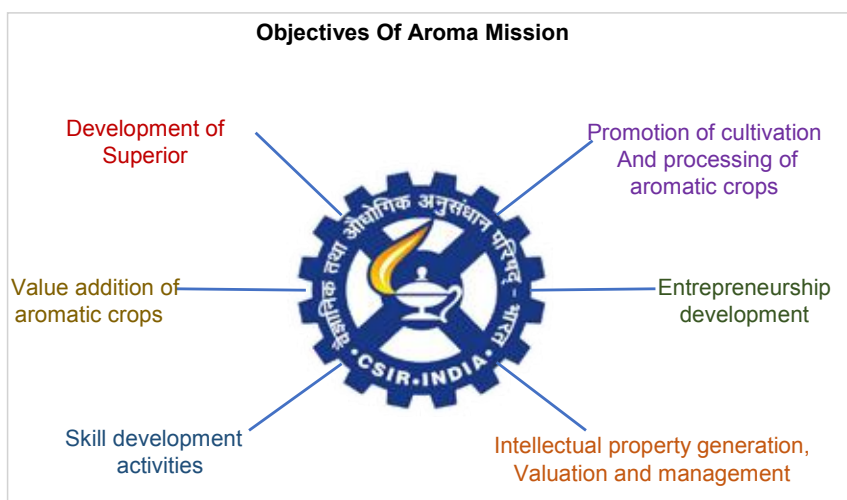 Objectives Of Aroma Mission
Development of
Superior
Promotion of cultivation
And processing of
aromatic crops
वैज्ञानिक तथा औद्योगिक अनुसंधान परिषद् - भारत
Value addition of
aromatic crops
Entrepreneurship
development
• CSIR • INDIA •
Skill development
activities
Intellectual property generation,
Valuation and management